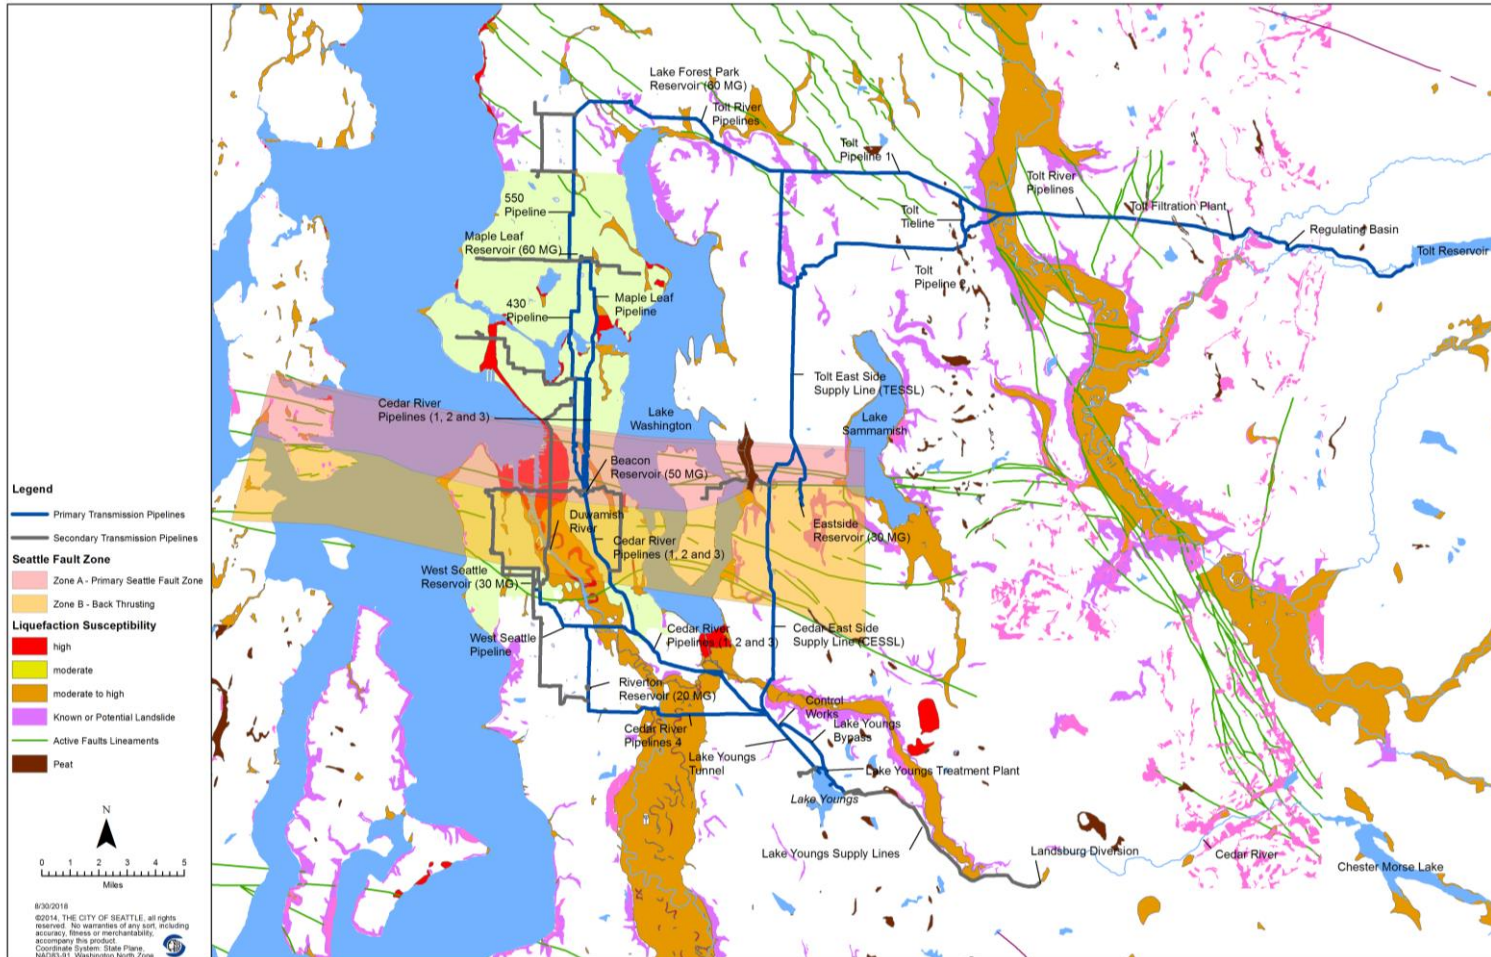 Legend
Primary Transmission Pipelines
Secondary Transmission Pipelines
Seattle Fault Zone
Zone A - Primary Seattle Fault Zone
Zone B - Back Thrusting
Liquefaction Susceptibility
high
moderate
moderate to high
Known or Potential Landslide
Active Faults Lineaments
Peat
N
0 1 2 3 4 5
Miles
8/30/2018
©2014, THE CITY OF SEATTLE, all rights
reserved. No warranties of any sort, including
accuracy, fitness or merchantability,
accompany this product.
Coordinate System: State Plane,
NAD83-91, Washington North Zone
Lake Forest Park
Reservoir (60 MG)
Tolt River
Pipelines
Tolt
Pipeline 1
Tolt River
Pipelines
Tolt Filtration Plant
Regulating Basin
Tolt Reservoir
550
Pipeline
Tolt
Tieline
Maple Leaf
Reservoir (60 MG)
Tolt
Pipeline
Maple Leaf
Pipeline
430
Pipeline
Tolt East Side
Supply Line (TESSL)
Cedar River
Pipelines (1, 2 and 3)
Lake
Washington
Lake
Sammamish
Beacon
Reservoir (50 MG)
Duwamish
River
Eastside
Reservoir (30 MG)
Cedar River
Pipelines (1, 2 and 3)
West Seattle
Reservoir (30 MG)
West Seattle
Pipeline
Cedar River
Pipelines (1, 2 and 3)
Cedar East Side
Supply Line (CESSL)
Riverton
Reservoir (20 MG)
Control
Works
Cedar River
Pipelines 4
Lake Youngs
Bypass
Lake Youngs
Tunnel
Lake Youngs Treatment Plant
Lake Youngs
Lake Youngs Supply Lines
Landsburg Diversion
Cedar River
Chester Morse Lake